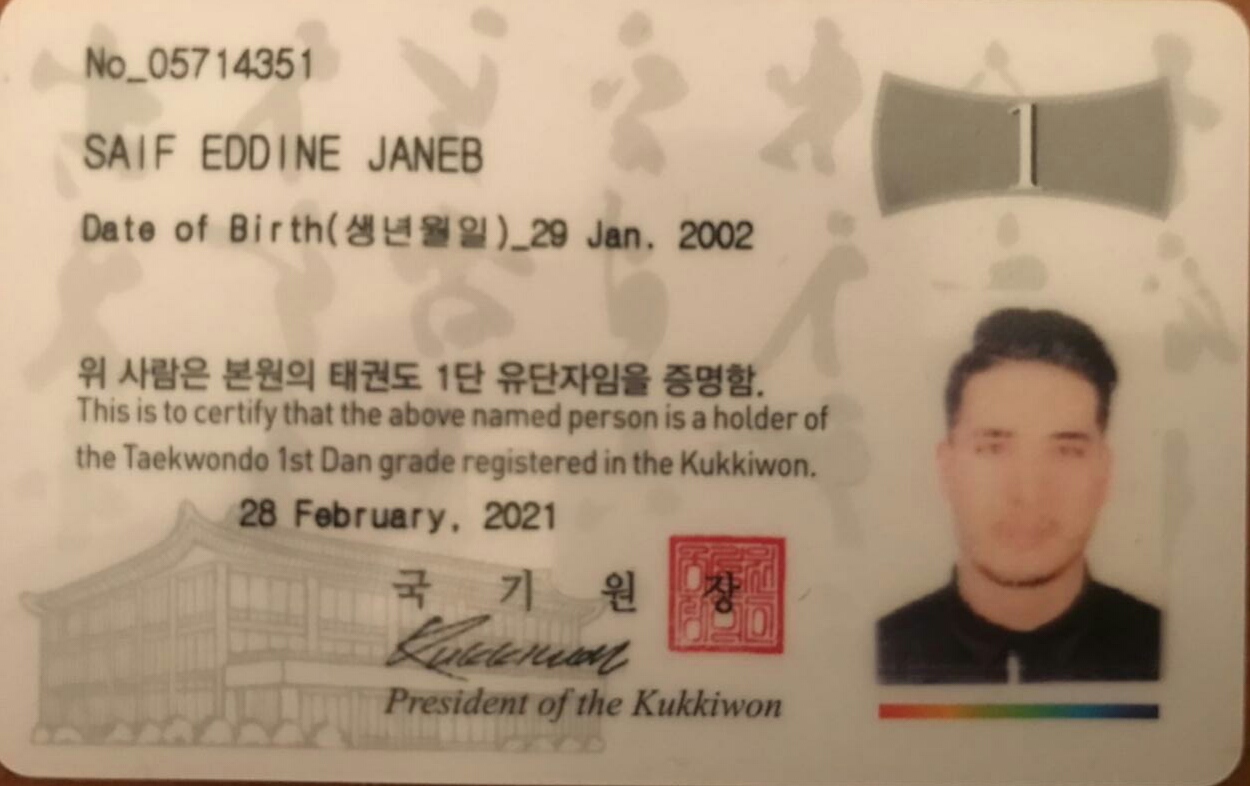 No_05714351
1
SAIF EDDINE JANEB
Date of Birth(생년월일)_29 Jan. 2002
위 사람은 본원의 태권도 1단 유단자임을 증명함.
This is to certify that the above named person is a holder of
the Taekwondo 1st Dan grade registered in the Kukkiwon.
28 February, 2021
국 기 원 장
Kukkiwon
President of the Kukkiwon